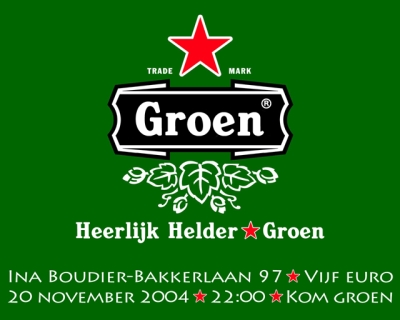 TRADE MARK
Groen®
Heerlijk Helder★Groen
INA BOUDIER-BAKKERLAAN 97★VIJF EURO
20 NOVEMBER 2004★22:00★KOM GROEN